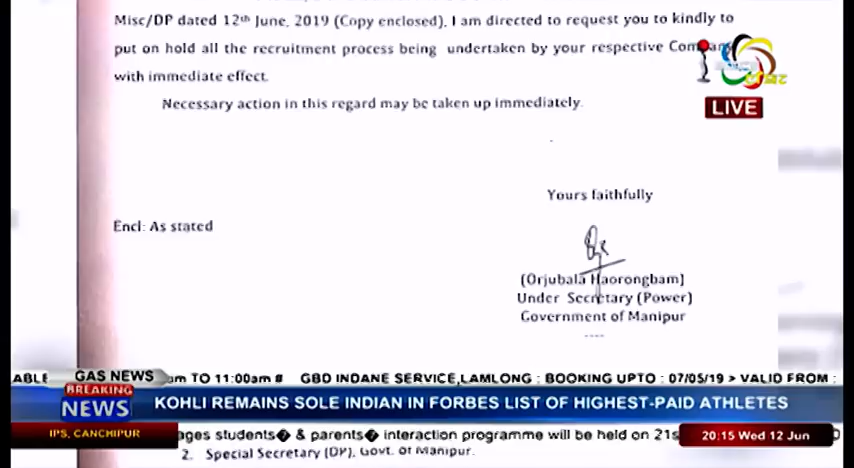 Misc/DP dated 12th June, 2019 (Copy enclosed), I am directed to request you to kindly to
put on hold all the recruitment process being undertaken by your respective
with immediate effect.
LIVE
Necessary action in this regard may be taken up immediately.
Yours faithfully
Encl: As stated
(Orjubala Haorongbam)
Under Secretary (Power)
Government of Manipur
----
ABLE GAS NEWS am TO 11:00am # GBD INDANE SERVICE,LAMLONG : BOOKING UPTO : 07/05/19 > VALID FROM :
BREAKING
NEWS
KOHLI REMAINS SOLE INDIAN IN FORBES LIST OF HIGHEST-PAID ATHLETES
IPS, CANCHIPUR ages students� & parents� interaction programme will be held on 21s 20:15 Wed 12 Jun
2. Special Secretary (DP), Govt. of Manipur.